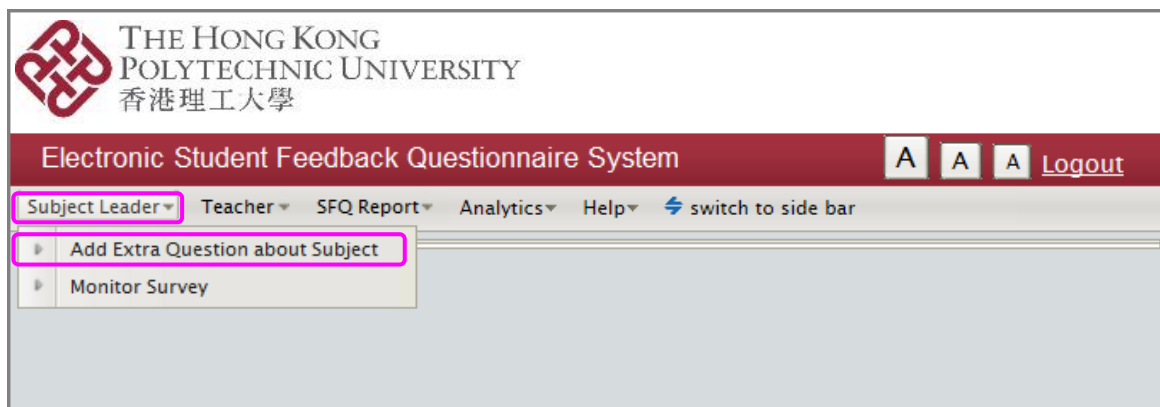 THE HONG KONG
POLYTECHNIC UNIVERSITY
香港理工大學
Electronic Student Feedback Questionnaire System A A A Logout
Subject Leader Teacher SFQ Report Analytics Help switch to side bar
Add Extra Question about Subject
Monitor Survey